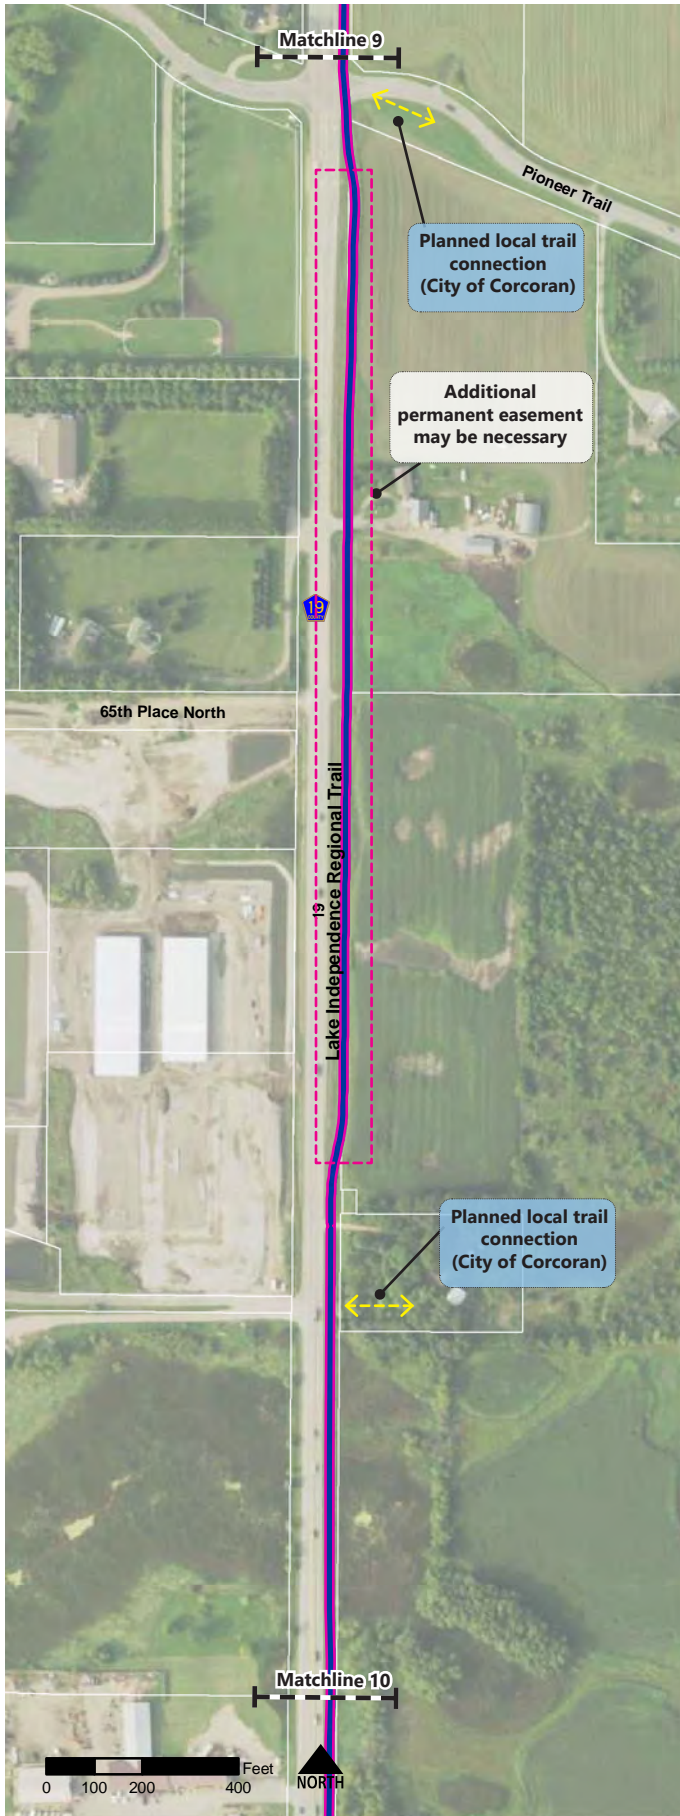 Matchline 9
Pioneer Trail
Planned local trail
connection
(City of Corcoran)
Additional
permanent easement
may be necessary
19
COUNTY
65th Place North
Lake Independence Regional Trail
19
Planned local trail
connection
(City of Corcoran)
Matchline 10
Feet
0 100 200 400
NORTH